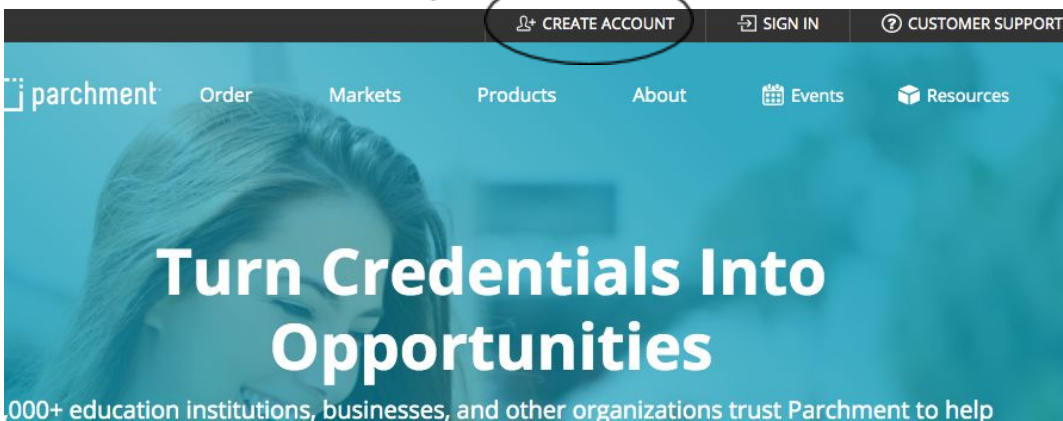 CREATE ACCOUNT SIGN IN CUSTOMER SUPPORT
parchment Order Markets Products About Events Resources
Turn Credentials Into
Opportunities
,000+ education institutions, businesses, and other organizations trust Parchment to help